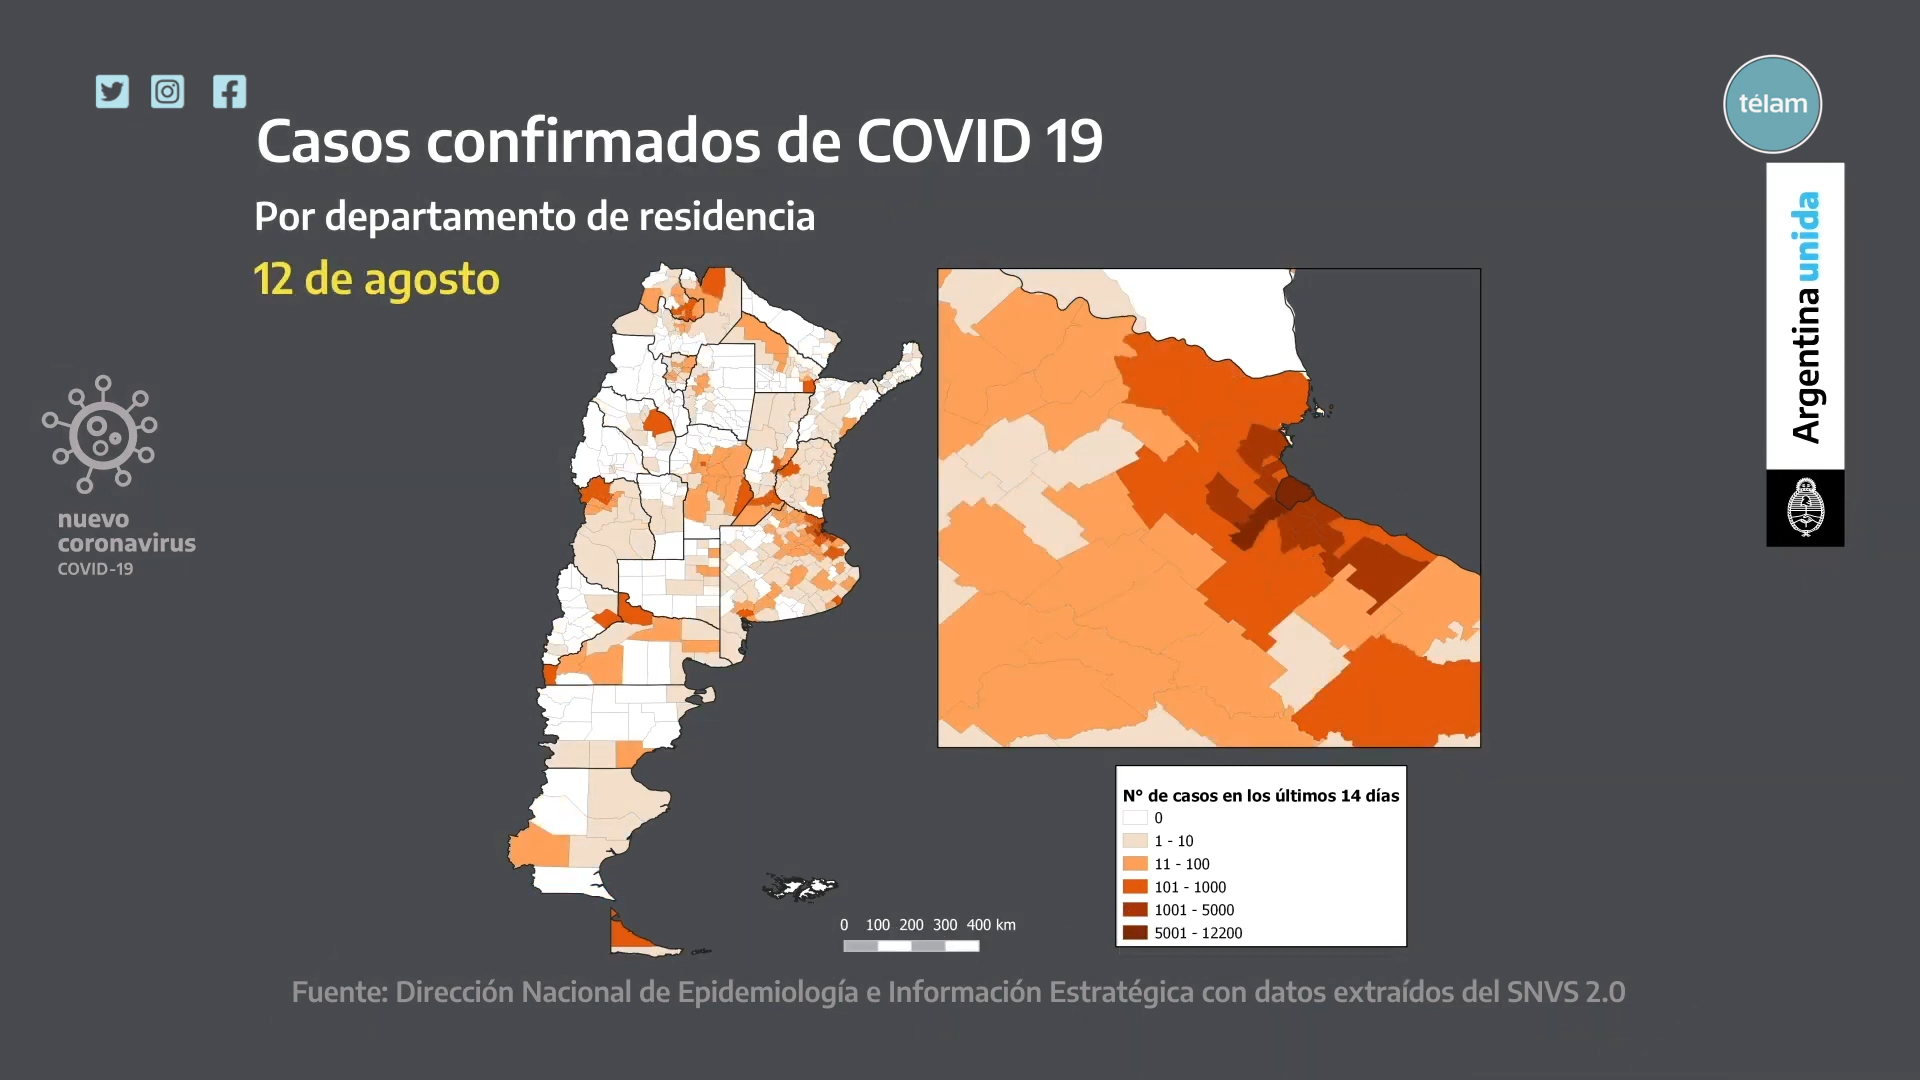 télam
Casos confirmados de COVID 19
Por departamento de residencia
12 de agosto
Argentina unida
nuevo
coronavirus
COVID-19
N° de casos en los últimos 14 días
0
1 - 10
11 - 100
101 - 1000
1001 - 5000
5001 - 12200
0 100 200 300 400 km
Fuente: Dirección Nacional de Epidemiología e Información Estratégica con datos extraídos del SNVS 2.0